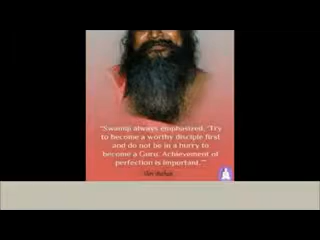 "Swamiji always emphasized, "Try
to become a worthy disciple first
and do not be in a hurry to
become a Guru. Achievement of
perfection is important.""